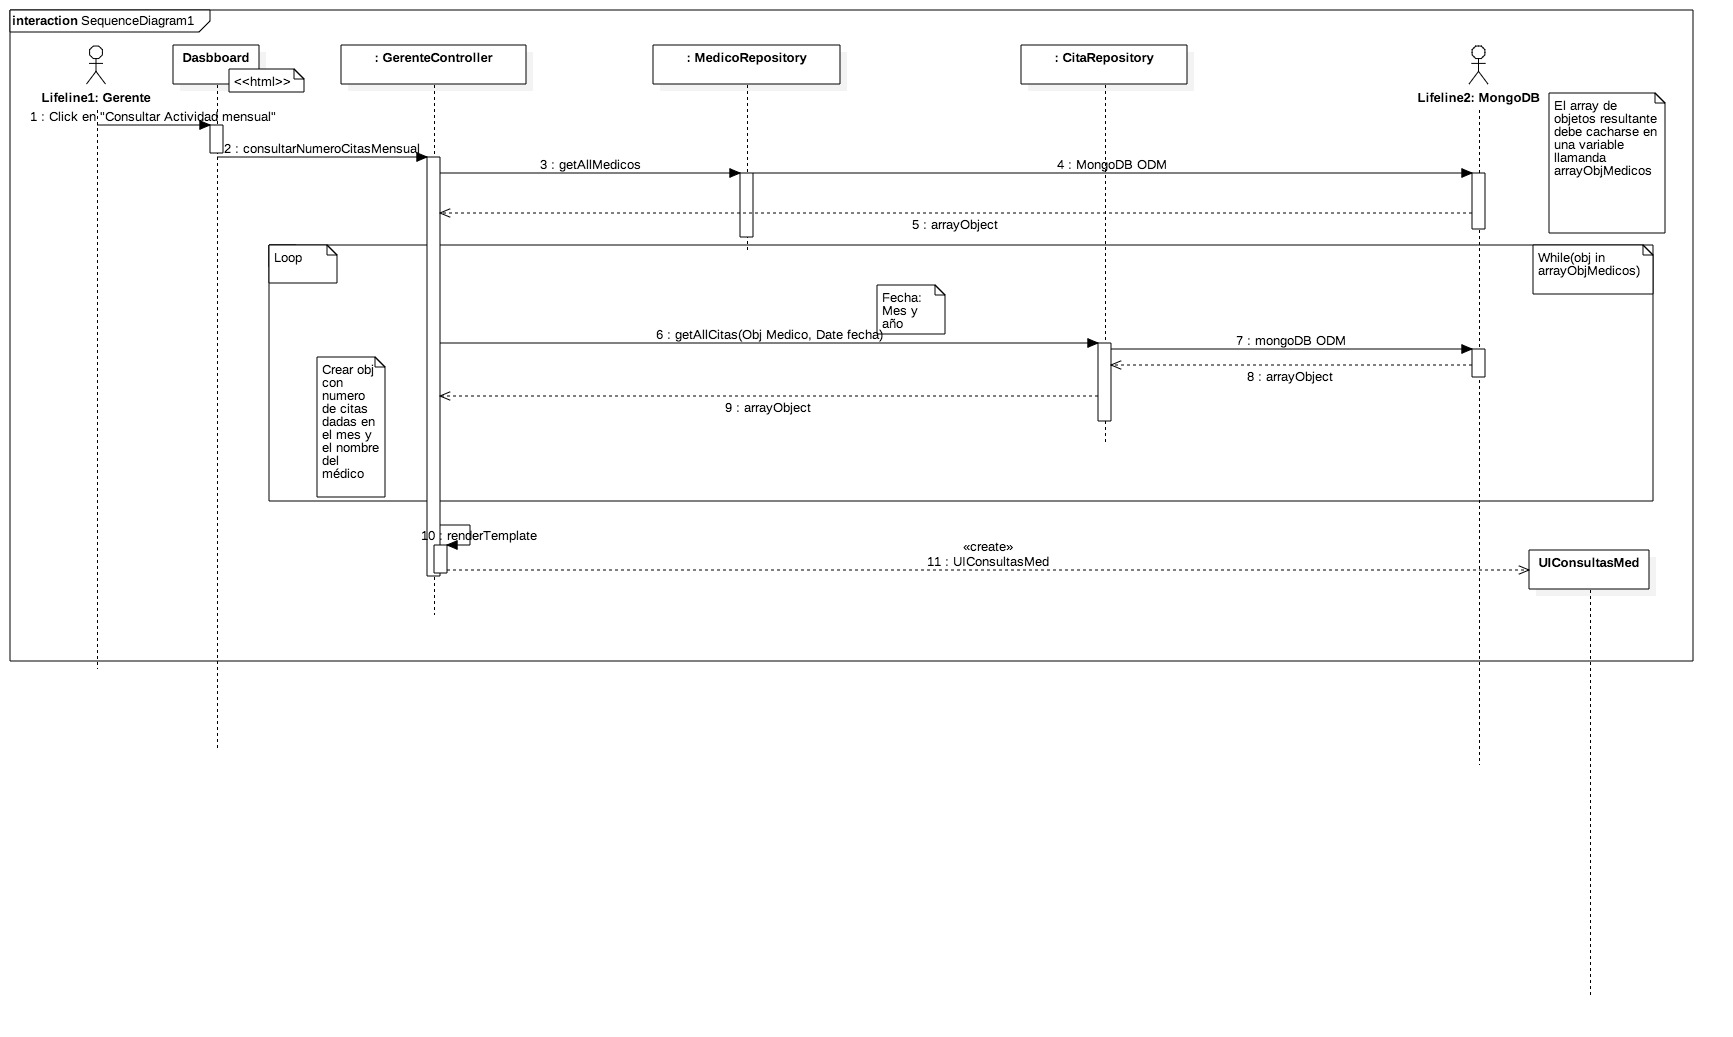 interaction SequenceDiagram1
Dasbboard
<<html>>
: GerenteController
: MedicoRepository
: CitaRepository
Lifeline1: Gerente
Lifeline2: MongoDB
El array de
objetos resultante
debe cacharse en
una variable
llamanda
arrayObjMedicos
1 : Click en "Consultar Actividad mensual"
2 : consultarNumeroCitasMensual
3 : getAllMedicos
4 : MongoDB ODM
5 : arrayObject
Loop
While(obj in
arrayObjMedicos)
Fecha:
Mes y
año
6 : getAllCitas(Obj Medico, Date fecha)
7 : mongoDB ODM
8 : arrayObject
9 : arrayObject
Crear obj
con
numero
de citas
dadas en
el mes y
el nombre
del
médico
10 : renderTemplate
«create»
11 : UIConsultasMed
UIConsultasMed